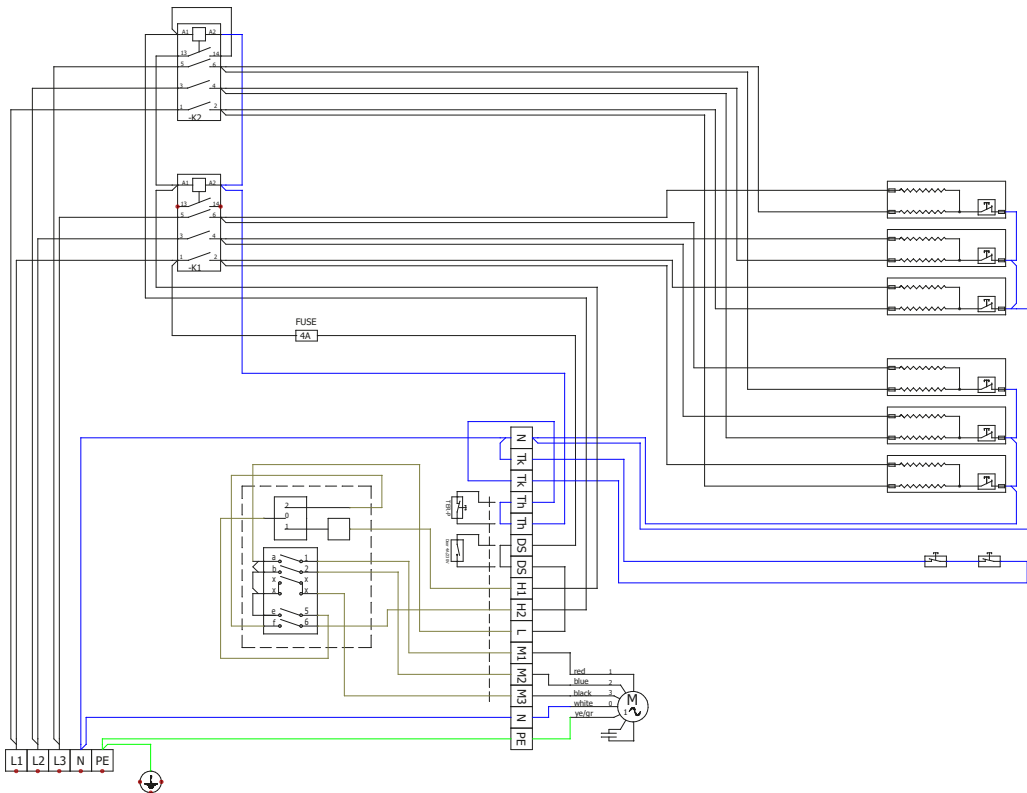 A1 A2
13 14
5 6
3 4
1 2
-K2
A1 A2
13 14
5 6
3 4
1 2
-K1
FUSE
4A
N
Tk
Tk
Th
Th
DS
DS
H1
H2
L
M1
M2
M3
N
PE
2
0
1
a 1
b 2
x x
x x
e 5
f 6
red 1
blue 2
black 3
white 0
ye/gr
M
1
L1 L2 L3 N PE